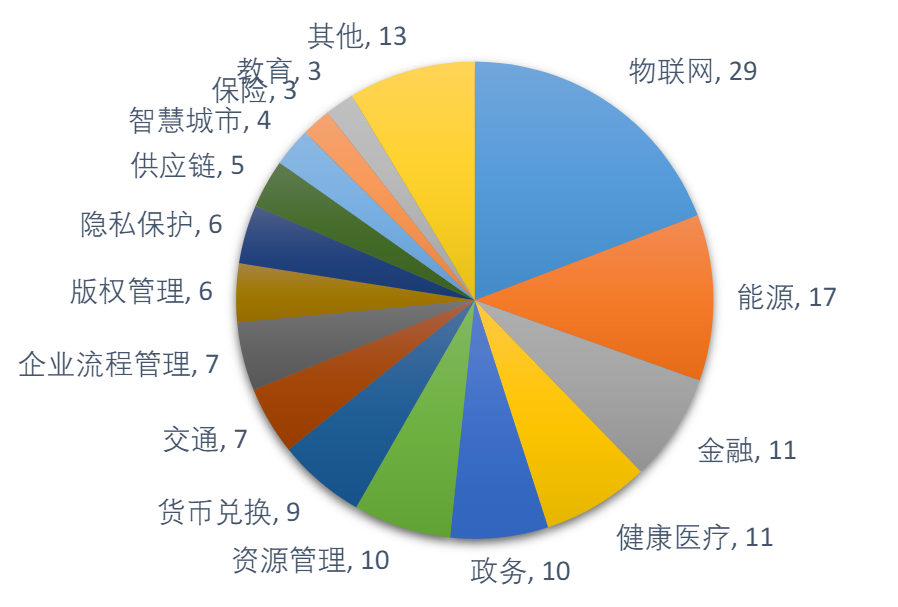 其他, 13
教育, 3
保险, 3
智慧城市, 4
供应链, 5
隐私保护, 6
版权管理, 6
企业流程管理, 7
交通, 7
货币兑换, 9
资源管理, 10
政务, 10
健康医疗, 11
金融, 11
能源, 17
物联网, 29